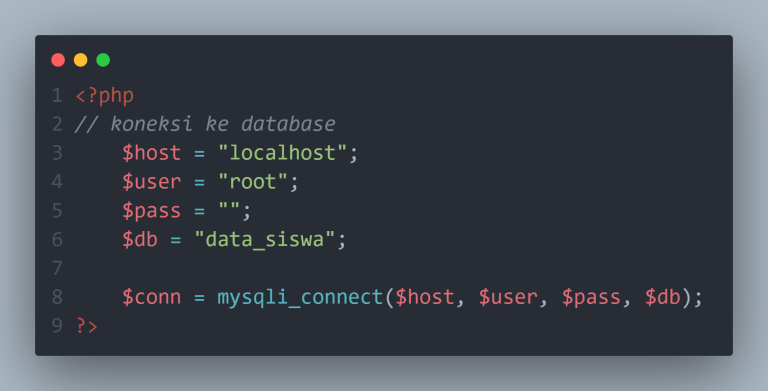 1 <?php
2 // koneksi ke database
3     $host = "localhost";
4     $user = "root";
5     $pass = "";
6     $db = "data_siswa";
7
8     $conn = mysqli_connect($host, $user, $pass, $db);
9 ?>